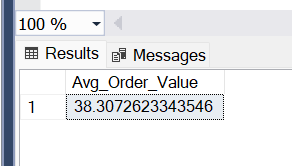 100 %
Results Messages
Avg_Order_Value
1 38.3072623343546